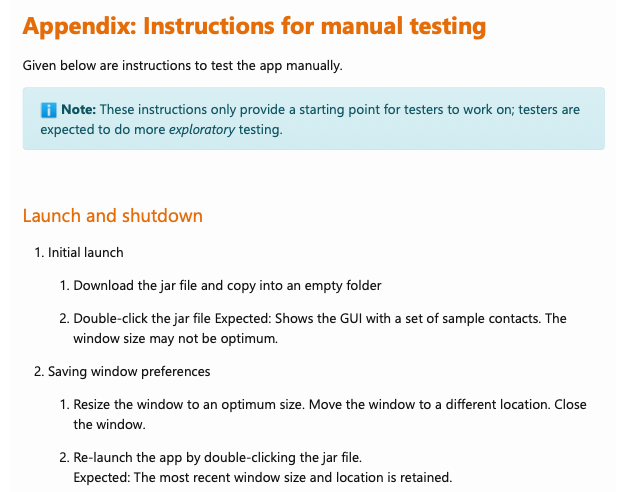 Appendix: Instructions for manual testing
Given below are instructions to test the app manually.
Note: These instructions only provide a starting point for testers to work on; testers are
expected to do more exploratory testing.
Launch and shutdown
1. Initial launch
1. Download the jar file and copy into an empty folder
2. Double-click the jar file Expected: Shows the GUI with a set of sample contacts. The
window size may not be optimum.
2. Saving window preferences
1. Resize the window to an optimum size. Move the window to a different location. Close
the window.
2. Re-launch the app by double-clicking the jar file.
Expected: The most recent window size and location is retained.